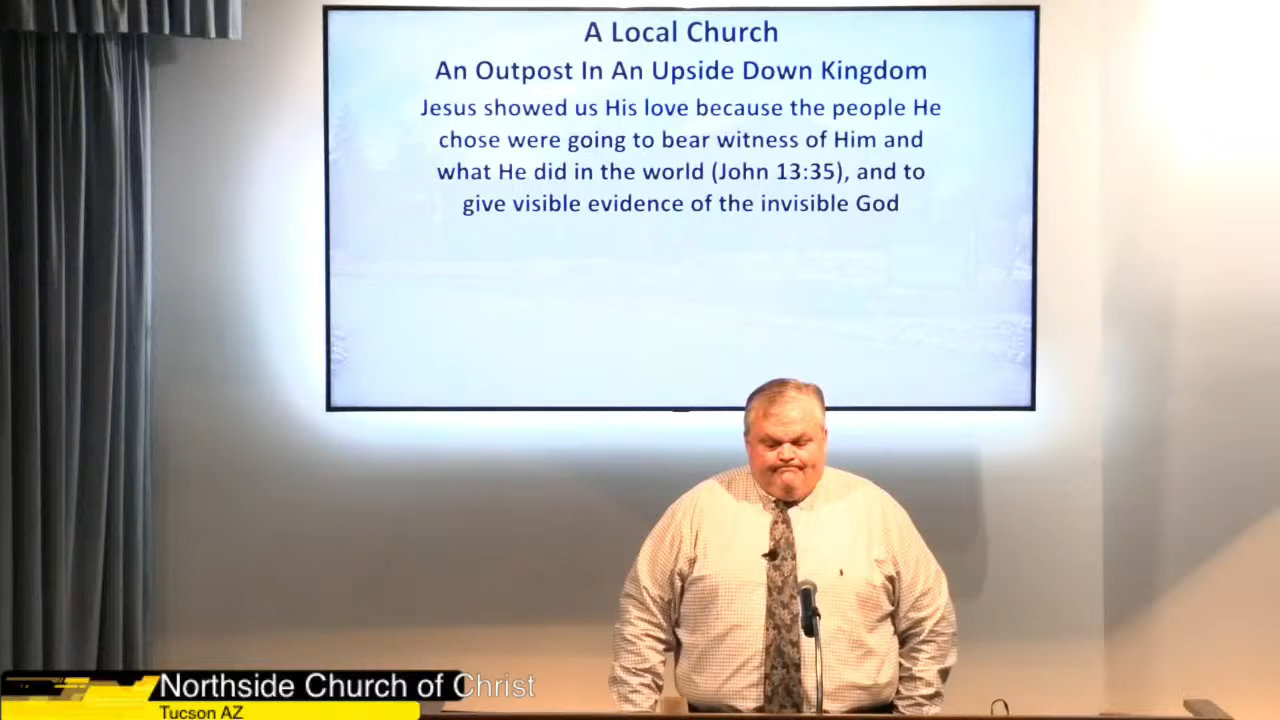 A Local Church
An Outpost In An Upside Down Kingdom
Jesus showed us His love because the people He
chose were going to bear witness of Him and
what He did in the world (John 13:35), and to
give visible evidence of the invisible God
Northside Church of Christ
Tucson AZ